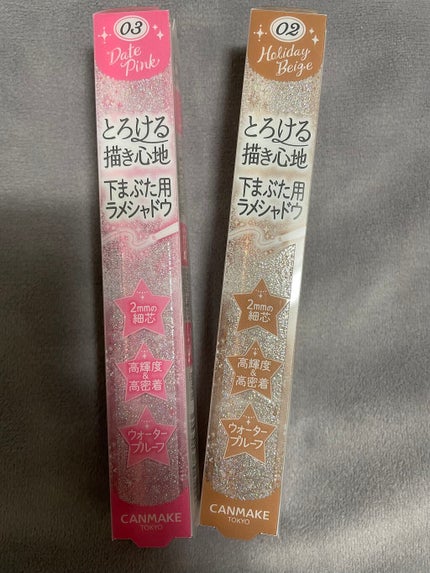 03
Date
Pink
とろける
描き心地
下まぶた用
ラメシャドウ
2mmの
細芯
高輝度
&
高密着
ウォーター
プルーフ
CANMAKE
TOKYO
02
Holiday
Beige
とろける
描き心地
下まぶた用
ラメシャドウ
2mmの
細芯
高輝度
&
高密着
ウォーター
プルーフ
CANMAKE
TOKYO